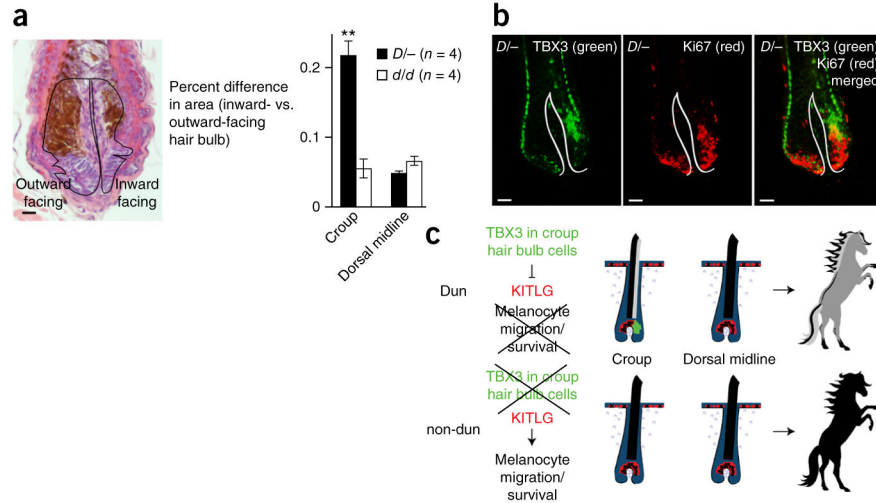 a
Outward
facing
Inward
facing
Percent difference
in area (inward- vs.
outward-facing
hair bulb)
0.2
0.1
0
**
D/– (n = 4)
d/d (n = 4)
Croup
Dorsal midline
b
D/– TBX3 (green)
D/– Ki67 (red)
D/– TBX3 (green)
Ki67 (red)
merged
c
TBX3 in croup
hair bulb cells
KITLG
Dun
Melanocyte
migration/
survival
Croup
Dorsal midline
TBX3 in croup
hair bulb cells
KITLG
non-dun
Melanocyte
migration/
survival